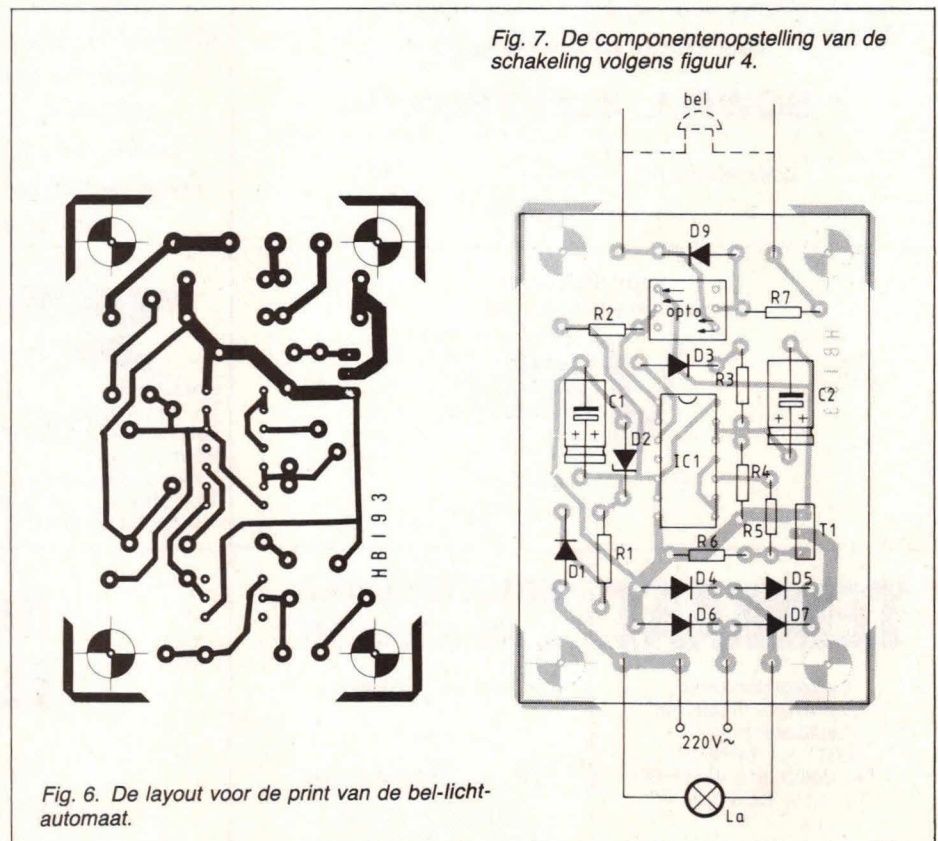 Fig. 7. De componentenopstelling van de
schakeling volgens figuur 4.
bel
D9
opto
R2
R7
D3
R3
C1
C2
D2
IC1
R4
R5
T1
D1
R1
R6
D4
D5
D6
D7
HB193
220V~
La
HB193
Fig. 6. De layout voor de print van de bel-licht-
automaat.